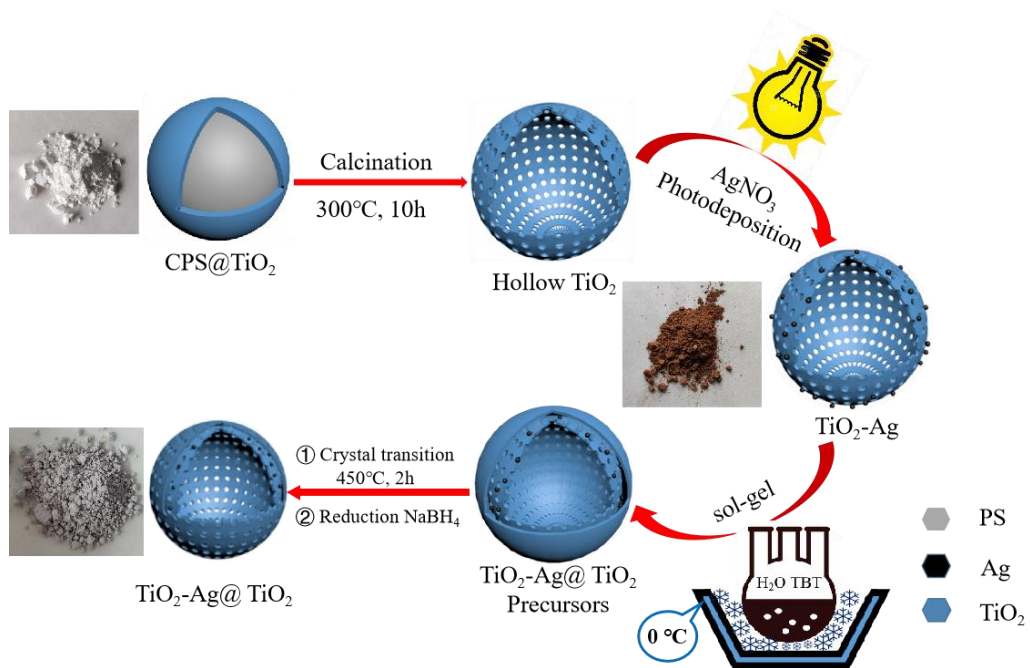 Calcination
300℃, 10h
CPS@TiO₂
Hollow TiO₂
AgNO₃
Photodeposition
TiO₂-Ag
sol-gel
H₂O TBT
0 ℃
TiO₂-Ag@ TiO₂
Precursors
① Crystal transition
450℃, 2h
② Reduction NaBH₄
TiO₂-Ag@ TiO₂
PS
Ag
TiO₂